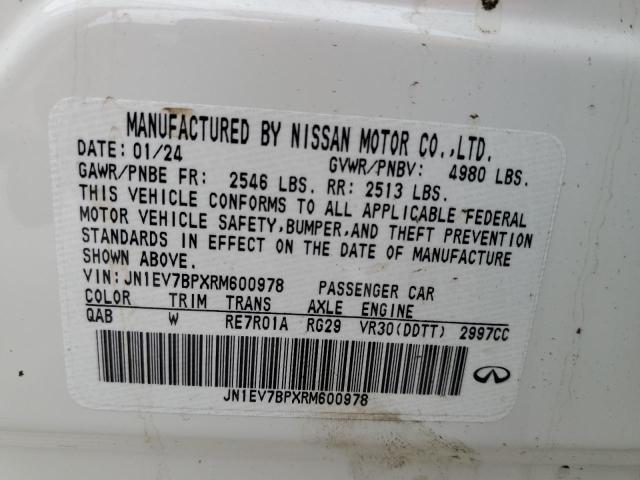 MANUFACTURED BY NISSAN MOTOR CO.,LTD.
DATE: 01/24 GVWR/PNBV: 4980 LBS.
GAWR/PNBE FR: 2546 LBS. RR: 2513 LBS.
THIS VEHICLE CONFORMS TO ALL APPLICABLE FEDERAL
MOTOR VEHICLE SAFETY,BUMPER,AND THEFT PREVENTION
STANDARDS IN EFFECT ON THE DATE OF MANUFACTURE
SHOWN ABOVE.
VIN:JN1EV7BPXRM600978 PASSENGER CAR
COLOR TRIM TRANS AXLE ENGINE
QAB W RE7R01A RG29 VR30(DDTT) 2997CC
JN1EV7BPXRM600978